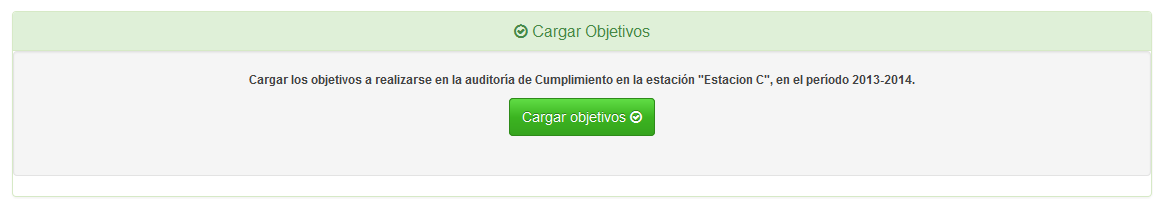 Cargar Objetivos
Cargar los objetivos a realizarse en la auditoría de Cumplimiento en la estación "Estacion C", en el periodo 2013-2014.
Cargar objetivos